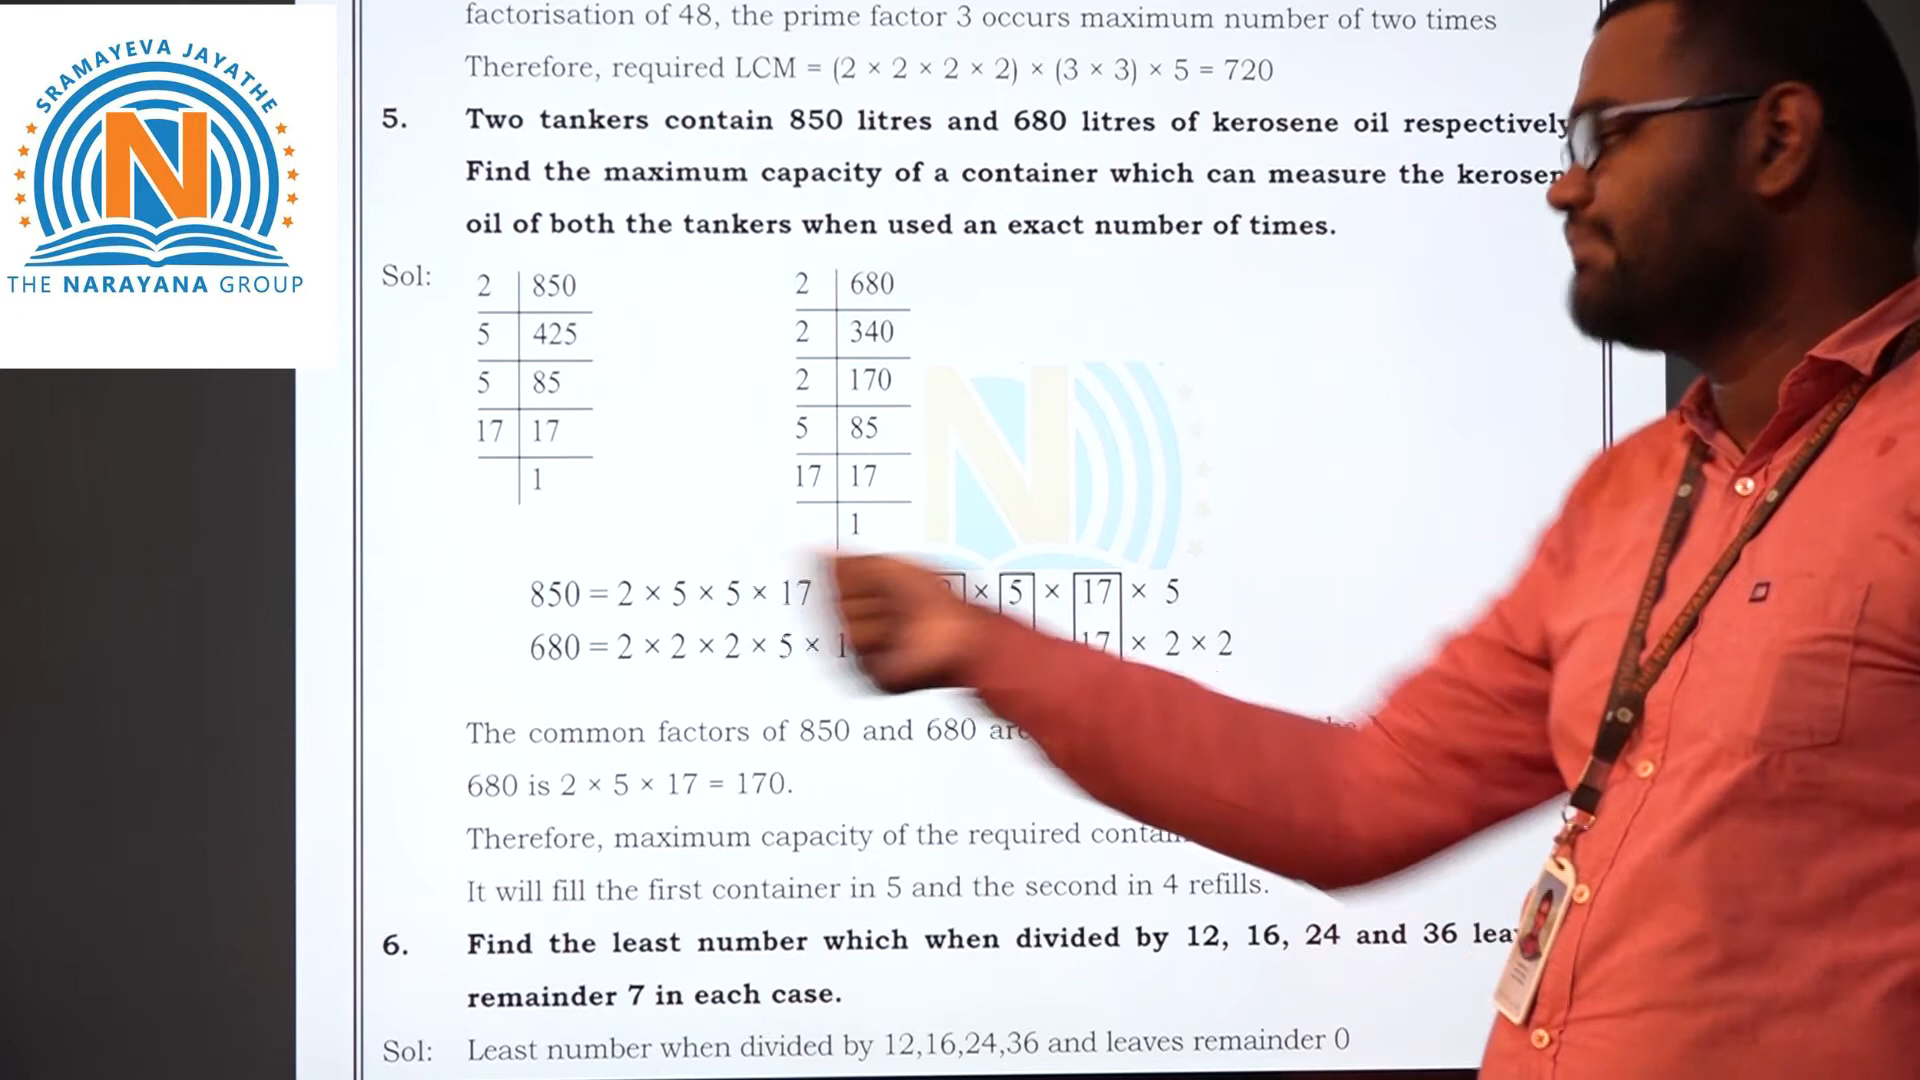 SRAMAYEVA JAYATHE
N
THE NARAYANA GROUP
factorisation of 48, the prime factor 3 occurs maximum number of two times
Therefore, required LCM = (2 × 2 × 2 × 2) × (3 × 3) × 5 = 720
5. Two tankers contain 850 litres and 680 litres of kerosene oil respectively
Find the maximum capacity of a container which can measure the
oil of both the tankers when used an exact number of times.
Sol:
2 850
5 425
5 85
17 17
1
2 680
2 340
2 170
5 85
17 17
1
850 = 2 × 5 × 5 × 17 × 5 × 17 × 5
680 = 2 × 2 × 2 × 5 × 17 × 2 × 2
The common factors of 850 and 680 are
680 is 2 × 5 × 17 = 170.
Therefore, maximum capacity of the required
It will fill the first container in 5 and the second in 4 refills.
6. Find the least number which when divided by 12, 16, 24 and 36
remainder 7 in each case.
Sol: Least number when divided by 12,16,24,36 and leaves remainder 0